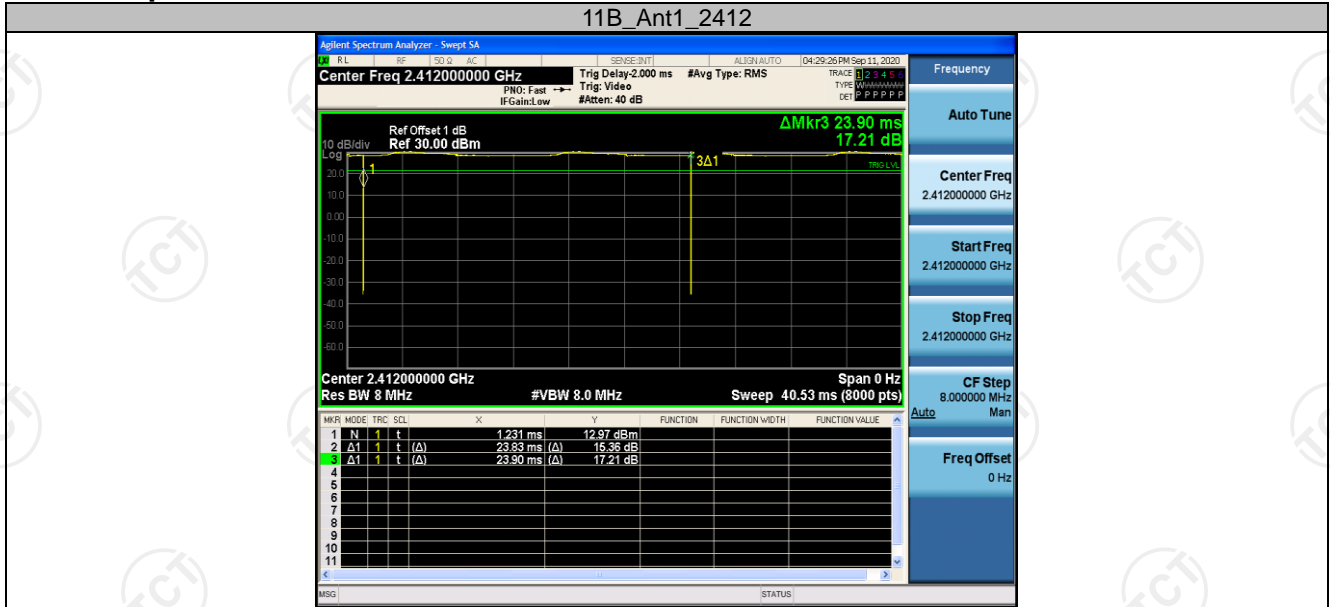 11B_Ant1_2412
Agilent Spectrum Analyzer - Swept SA
RL RF 50 Ω AC SENSE:INT ALIGN AUTO 04:29:26 PM Sep 11, 2020
Center Freq 2.412000000 GHz
PNO: Fast
IFGain:Low
Trig Delay-2.000 ms
Trig: Video
#Atten: 40 dB
#Avg Type: RMS
TRACE 1 2 3 4 5 6
TYPE WWWWWW
DET P P P P P P
ΔMkr3 23.90 ms
17.21 dB
Ref Offset 1 dB
10 dB/div Ref 30.00 dBm
Log
TRIG LVL
1
3Δ1
20.0
10.0
0.00
-10.0
-20.0
-30.0
-40.0
-50.0
-60.0
Center 2.412000000 GHz Span 0 Hz
Res BW 8 MHz #VBW 8.0 MHz Sweep 40.53 ms (8000 pts)
MKR MODE TRC SCL X Y FUNCTION FUNCTION WIDTH FUNCTION VALUE
1 N 1 t 1.231 ms 12.97 dBm
2 Δ1 1 t (Δ) 23.83 ms (Δ) 15.36 dB
3 Δ1 1 t (Δ) 23.90 ms (Δ) 17.21 dB
4
5
6
7
8
9
10
11
MSG STATUS
Frequency
Auto Tune
Center Freq
2.412000000 GHz
Start Freq
2.412000000 GHz
Stop Freq
2.412000000 GHz
CF Step
8.000000 MHz
Auto Man
Freq Offset
0 Hz
TCT
TCT
TCT
TCT